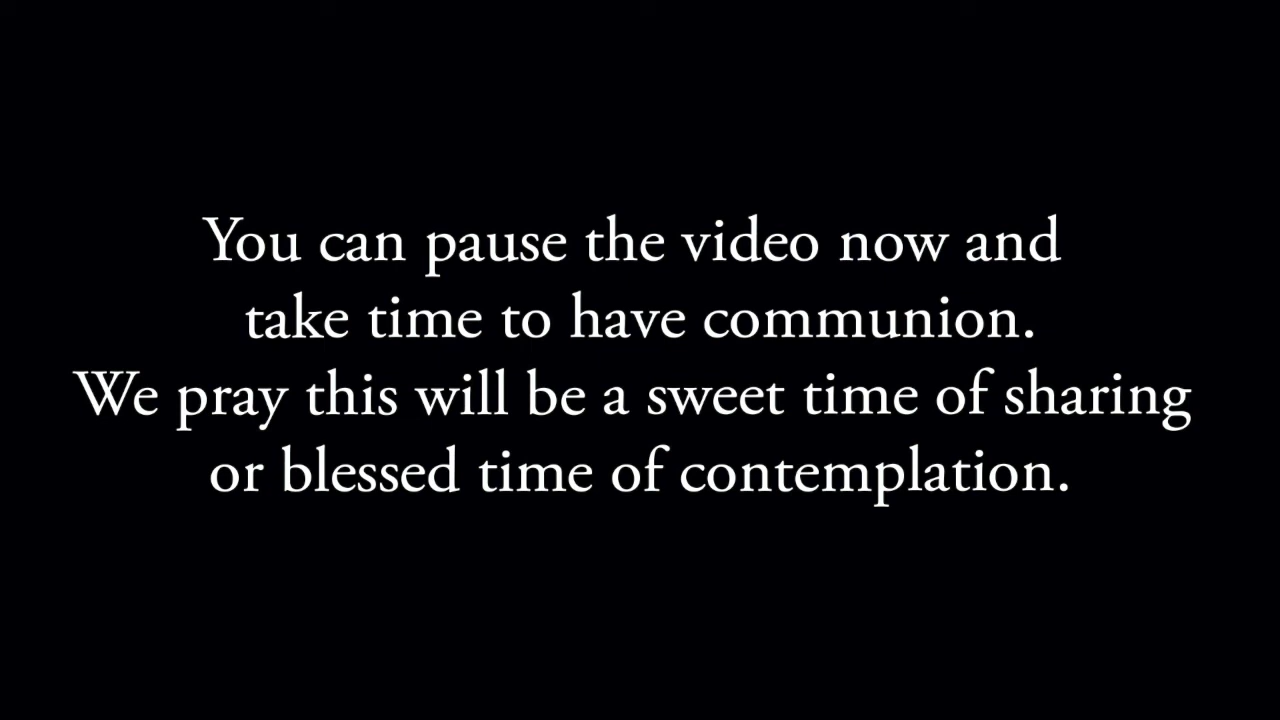 You can pause the video now and
take time to have communion.
We pray this will be a sweet time of sharing
or blessed time of contemplation.